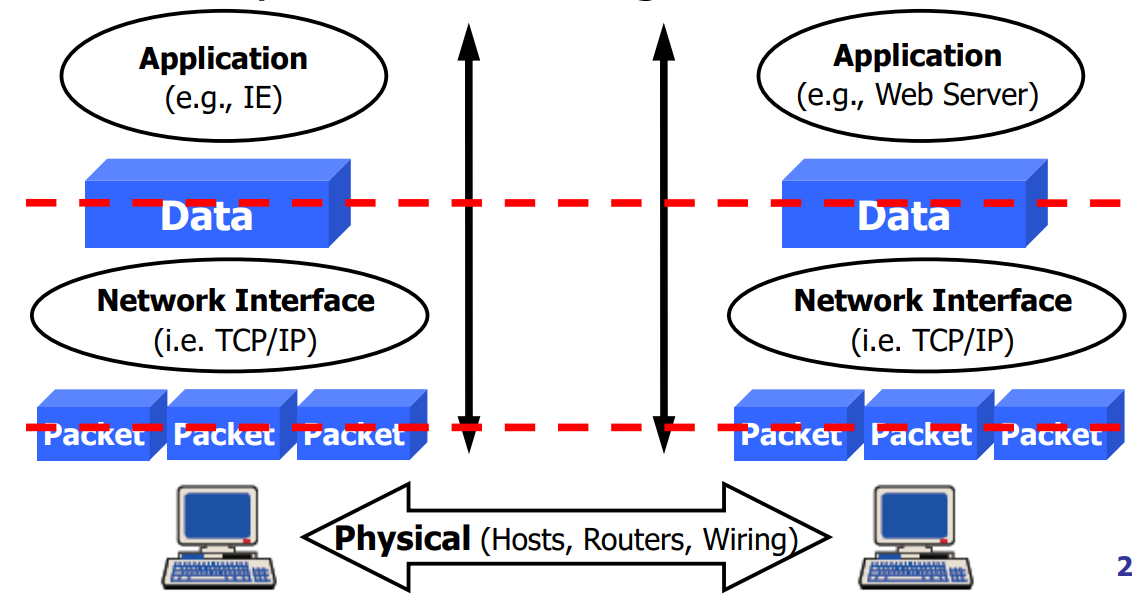 Application
(e.g., IE)
Application
(e.g., Web Server)
Data
Data
Network Interface
(i.e. TCP/IP)
Network Interface
(i.e. TCP/IP)
Packet Packet Packet
Packet Packet Packet
Physical (Hosts, Routers, Wiring)
2